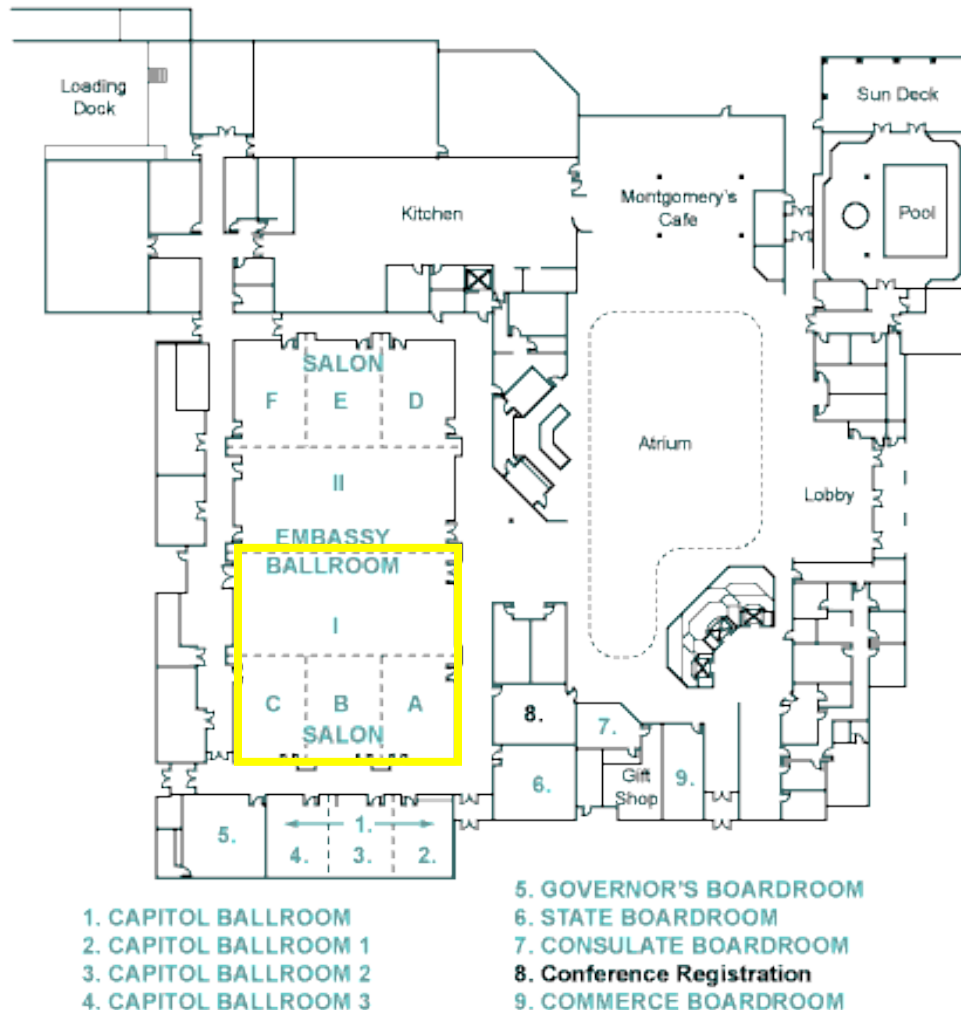 Loading
Dock
Sun Deck
Kitchen
Montgomery's
Cafe
Pool
SALON
F E D
Atrium
II
Lobby
EMBASSY
BALLROOM
I
C B A
SALON
8.
7.
6.
Gift
Shop
9.
5.
1.
4. 3. 2.
1. CAPITOL BALLROOM
2. CAPITOL BALLROOM 1
3. CAPITOL BALLROOM 2
4. CAPITOL BALLROOM 3
5. GOVERNOR'S BOARDROOM
6. STATE BOARDROOM
7. CONSULATE BOARDROOM
8. Conference Registration
9. COMMERCE BOARDROOM